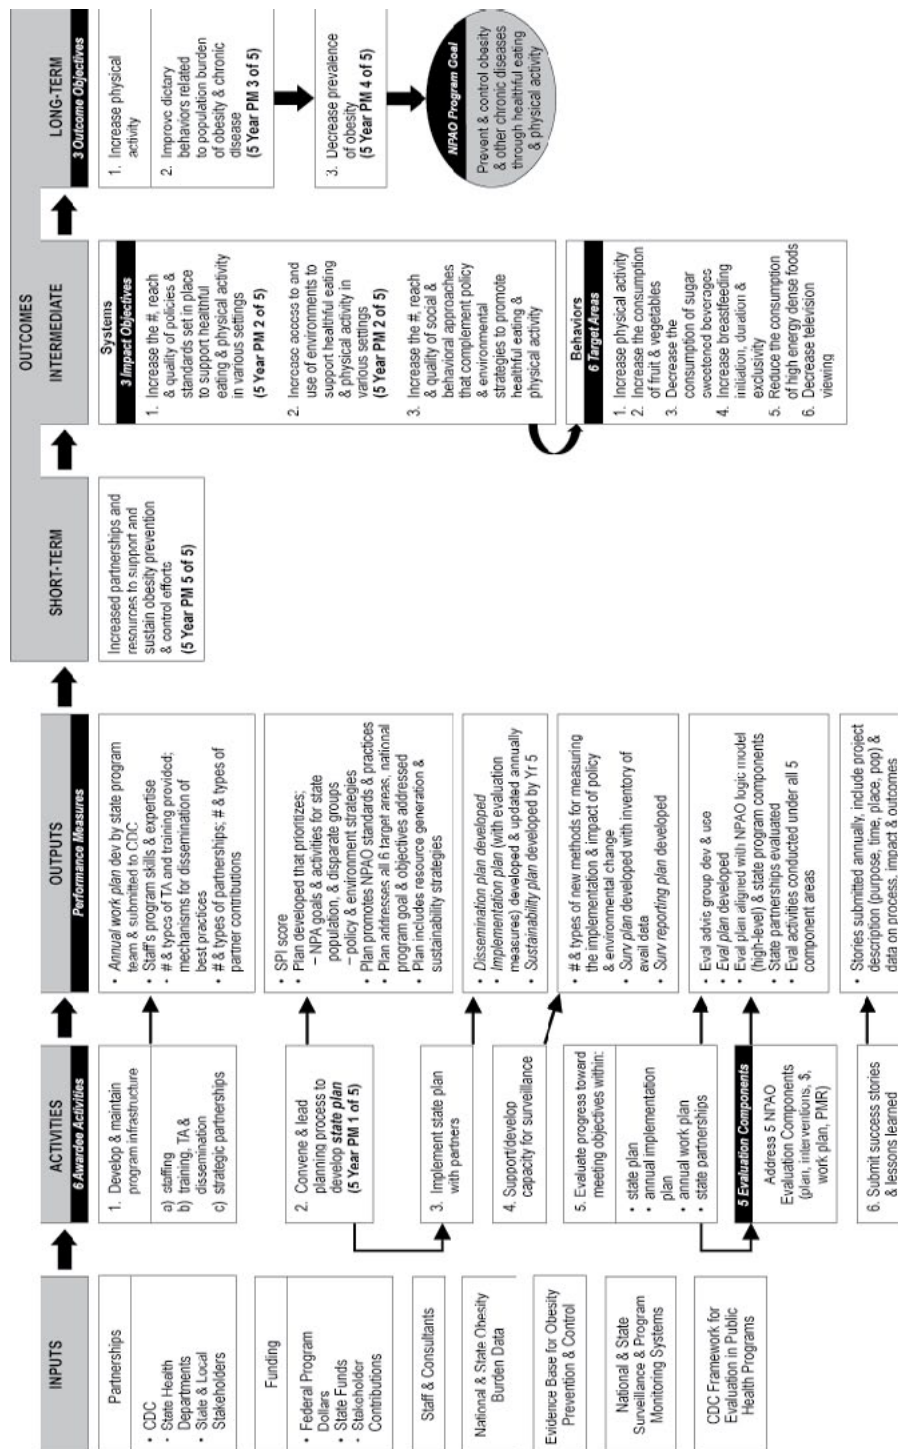 INPUTS
Partnerships
• CDC
• State Health
Departments
• State & Local
Stakeholders
Funding
• Federal Program
Dollars
• State Funds
• Stakeholder
Contributions
Staff & Consultants
National & State Obesity
Burden Data
Evidence Base for Obesity
Prevention & Control
National & State
Surveillance & Program
Monitoring Systems
CDC Framework for
Evaluation in Public
Health Programs
ACTIVITIES
6 Awardee Activities
1. Develop & maintain
program infrastructure
a) staffing
b) training, TA &
dissemination
c) strategic partnerships
2. Convene & lead
planning process to
develop state plan
(5 Year PM 1 of 5)
3. Implement state plan
with partners
4. Support/develop
capacity for surveillance
5. Evaluate progress toward
meeting objectives within:
• state plan
• annual implementation
plan
• annual work plan
• state partnerships
5 Evaluation Components
Address 5 NPAO
Evaluation Components
(plan, interventions, $,
work plan, PMR)
6. Submit success stories
& lessons learned
OUTPUTS
Performance Measures
• Annual work plan dev by state program
team & submitted to CDC
• Staff's program skills & expertise
• # & types of TA and training provided;
mechanisms for dissemination of
best practices
• # & types of partnerships; # & types of
partner contributions
• SPI score
• Plan developed that prioritizes;
– NPA goals & activities for state
population, & disparate groups
– policy & environment strategies
• Plan promotes NPAO standards & practices
• Plan addresses all 6 target areas, national
program goal & objectives addressed
• Plan includes resource generation &
sustainability strategies
• Dissemination plan developed
• Implementation plan (with evaluation
measures) developed & updated annually
• Sustainability plan developed by Yr 5
• # & types of new methods for measuring
the implementation & impact of policy
& environmental change
• Surv plan developed with inventory of
avail data
• Surv reporting plan developed
• Eval advis group dev & use
• Eval plan developed
• Eval plan aligned with NPAO logic model
(high-level) & state program components
• State partnerships evaluated
• Eval activities conducted under all 5
component areas
• Stories submitted annually, include project
description (purpose, time, place, pop) &
data on process, impact & outcomes
OUTCOMES
SHORT-TERM
Increased partnerships and
resources to support and
sustain obesity prevention
& control efforts
(5 Year PM 5 of 5)
INTERMEDIATE
Systems
3 Impact Objectives
1. Increase the #, reach
& quality of policies &
standards set in place
to support healthful
eating & physical activity
in various settings
(5 Year PM 2 of 5)
2. Increase access to and
use of environments to
support healthful eating
& physical activity in
various settings
(5 Year PM 2 of 5)
3. Increase the #, reach
& quality of social &
behavioral approaches
that complement policy
& environmental
strategies to promote
healthful eating &
physical activity
Behaviors
6 Target Areas
1. Increase physical activity
2. Increase the consumption
of fruit & vegetables
3. Decrease the
consumption of sugar
sweetened beverages
4. Increase breastfeeding
initiation, duration &
exclusivity
5. Reduce the consumption
of high energy dense foods
6. Decrease television
viewing
LONG-TERM
3 Outcome Objectives
1. Increase physical
activity
2. Improve dietary
behaviors related
to population burden
of obesity & chronic
disease
(5 Year PM 3 of 5)
3. Decrease prevalence
of obesity
(5 Year PM 4 of 5)
NPAO Program Goal
Prevent & control obesity
& other chronic diseases
through healthful eating
& physical activity